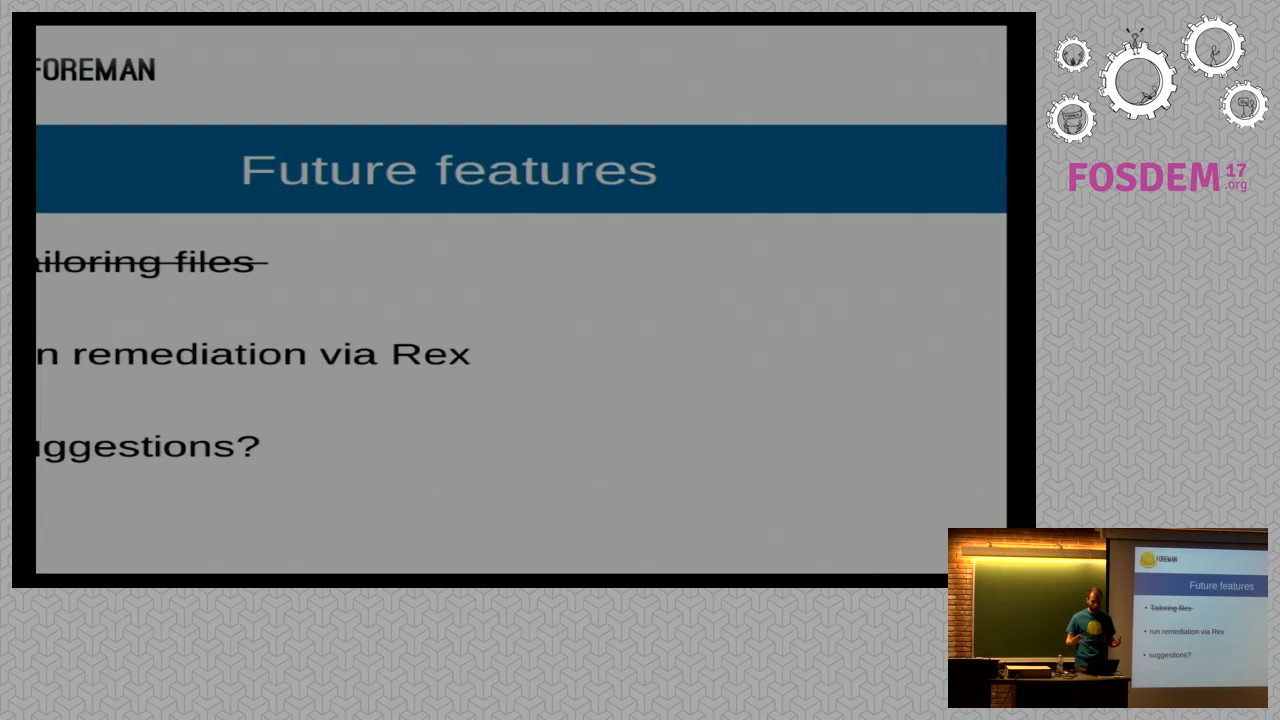 FOREMAN
Future features
ailoring files
n remediation via Rex
uggestions?
FOSDEM 17
.org
FOREMAN
Future features
• Tailoring files
• run remediation via Rex
• suggestions?